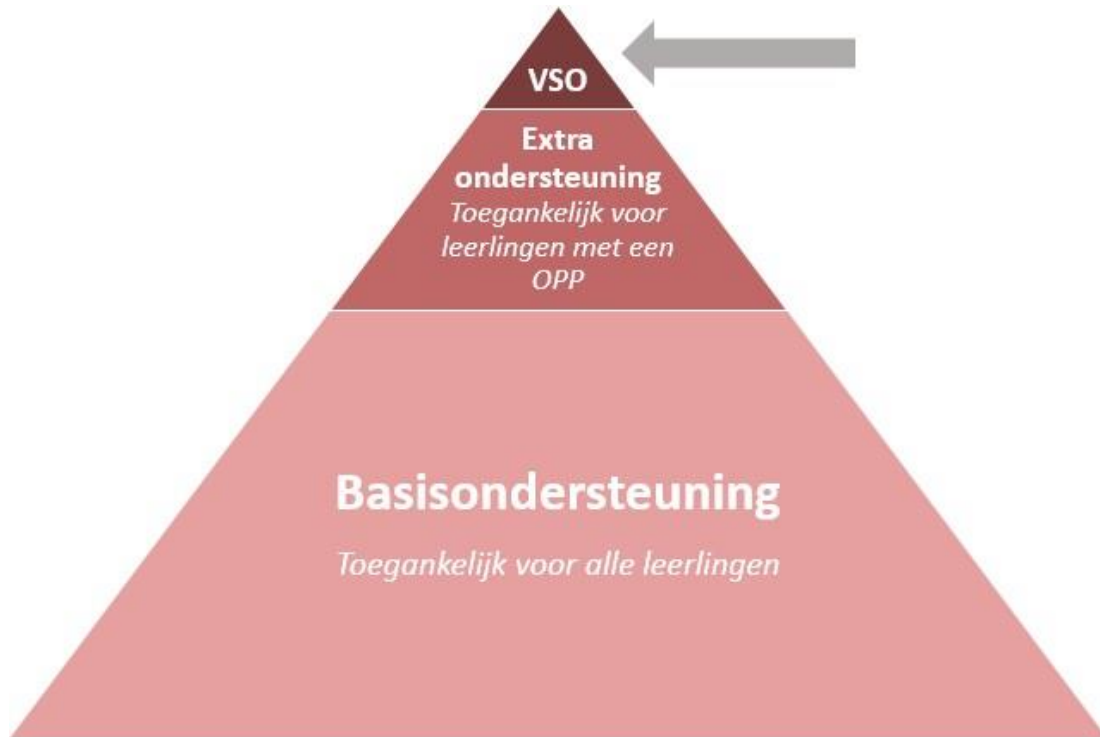 VSO
Extra
ondersteuning
Toegankelijk voor
leerlingen met een
OPP
Basisondersteuning
Toegankelijk voor alle leerlingen